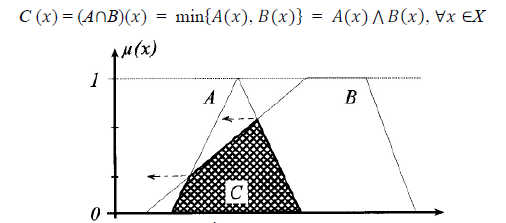 C (x) = (A∩B)(x) = min{A(x), B(x)} = A(x) ∧ B(x), ∀x ∈X
μ(x)
1
A
B
C
0